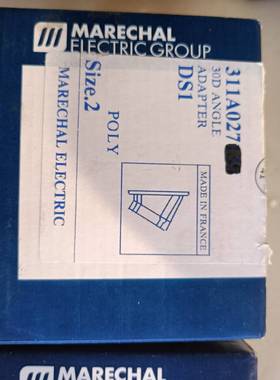 MARECHAL
ELECTRIC GROUP
311A027
30D ANGLE
ADAPTER
DS1
POLY
Size.2
MARECHAL ELECTRIC
MADE IN FRANCE
MARECHAL